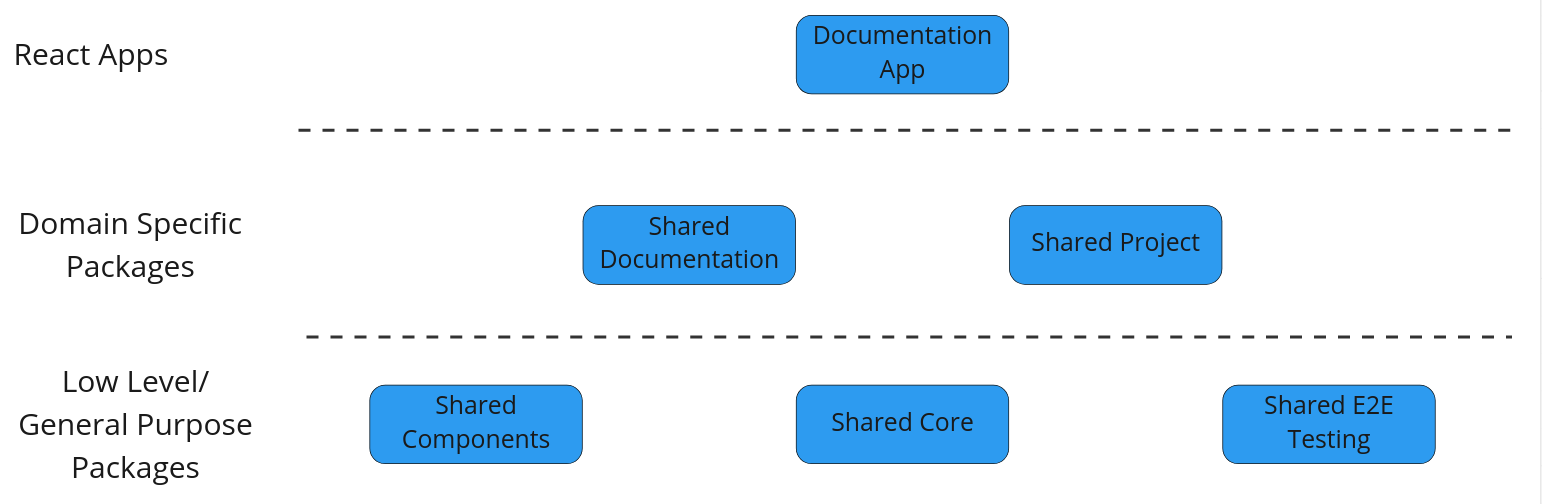 React Apps
Documentation
App
Domain Specific
Packages
Shared
Documentation
Shared Project
Low Level/
General Purpose
Packages
Shared
Components
Shared Core
Shared E2E
Testing